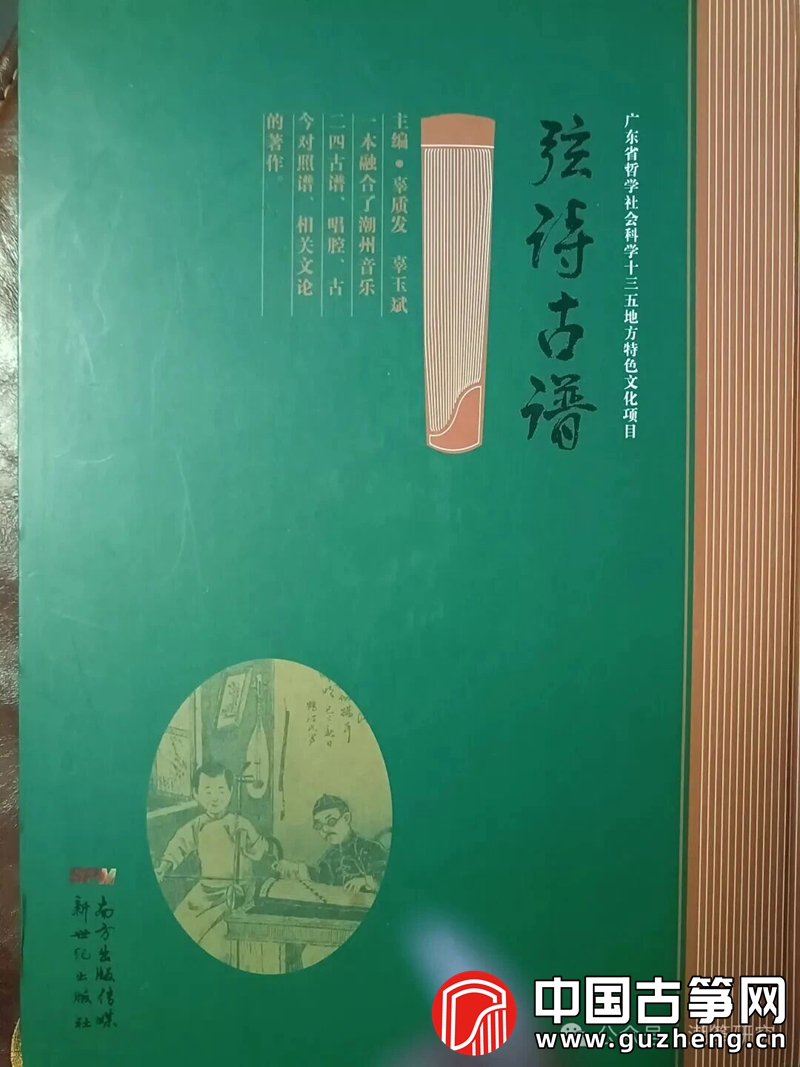 广东省哲学社会科学十三五地方特色文化项目
弦诗古谱
主编·辜质发 辜玉斌
一本融合了潮州音乐
二四古谱、唱腔、古
今对照谱、相关文论
的著作。
SPM
南方出版传媒
新世纪出版社
中国古筝网
www.guzheng.cn
公众号